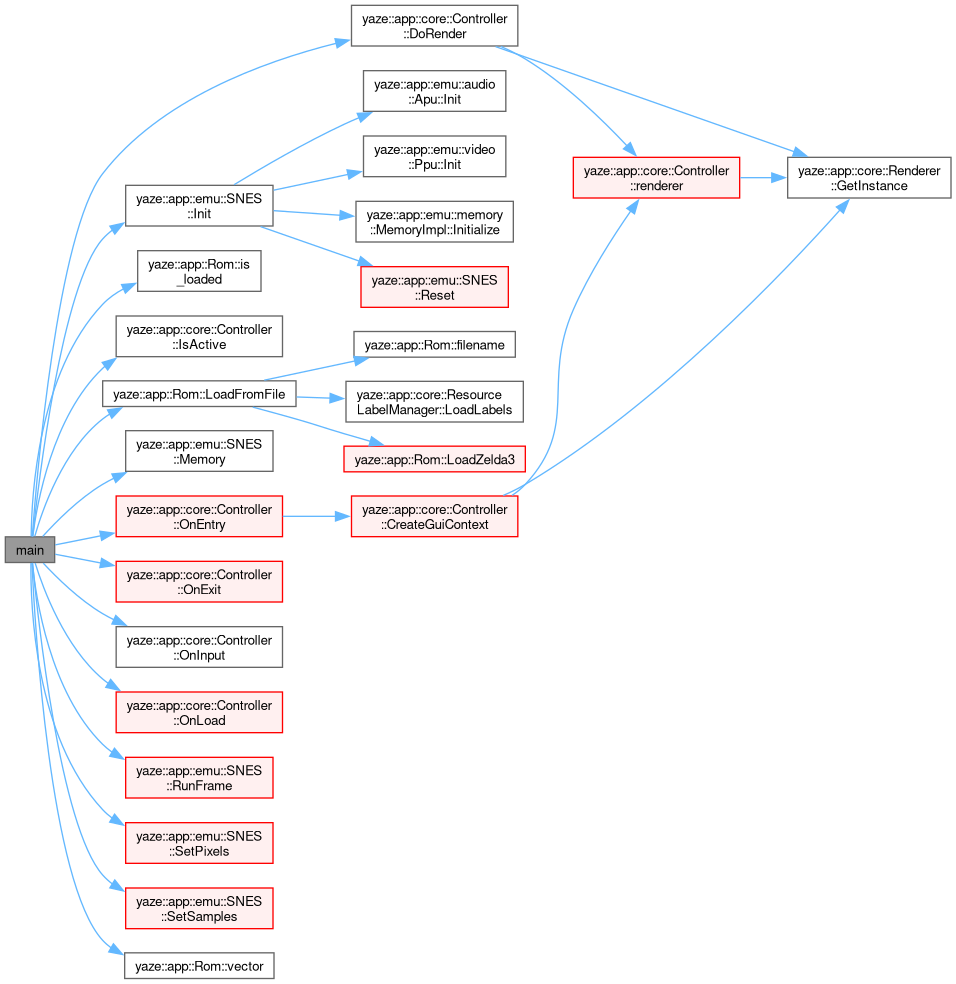 main
yaze::app::core::Controller
::DoRender
yaze::app::emu::SNES
::Init
yaze::app::Rom::is
_loaded
yaze::app::core::Controller
::IsActive
yaze::app::Rom::LoadFromFile
yaze::app::emu::SNES
::Memory
yaze::app::core::Controller
::OnEntry
yaze::app::core::Controller
::OnExit
yaze::app::core::Controller
::OnInput
yaze::app::core::Controller
::OnLoad
yaze::app::emu::SNES
::RunFrame
yaze::app::emu::SNES
::SetPixels
yaze::app::emu::SNES
::SetSamples
yaze::app::Rom::vector
yaze::app::emu::audio
::Apu::Init
yaze::app::emu::video
::Ppu::Init
yaze::app::emu::memory
::MemoryImpl::Initialize
yaze::app::emu::SNES
::Reset
yaze::app::Rom::filename
yaze::app::core::Resource
LabelManager::LoadLabels
yaze::app::Rom::LoadZelda3
yaze::app::core::Controller
::CreateGuiContext
yaze::app::core::Controller
::renderer
yaze::app::core::Renderer
::GetInstance